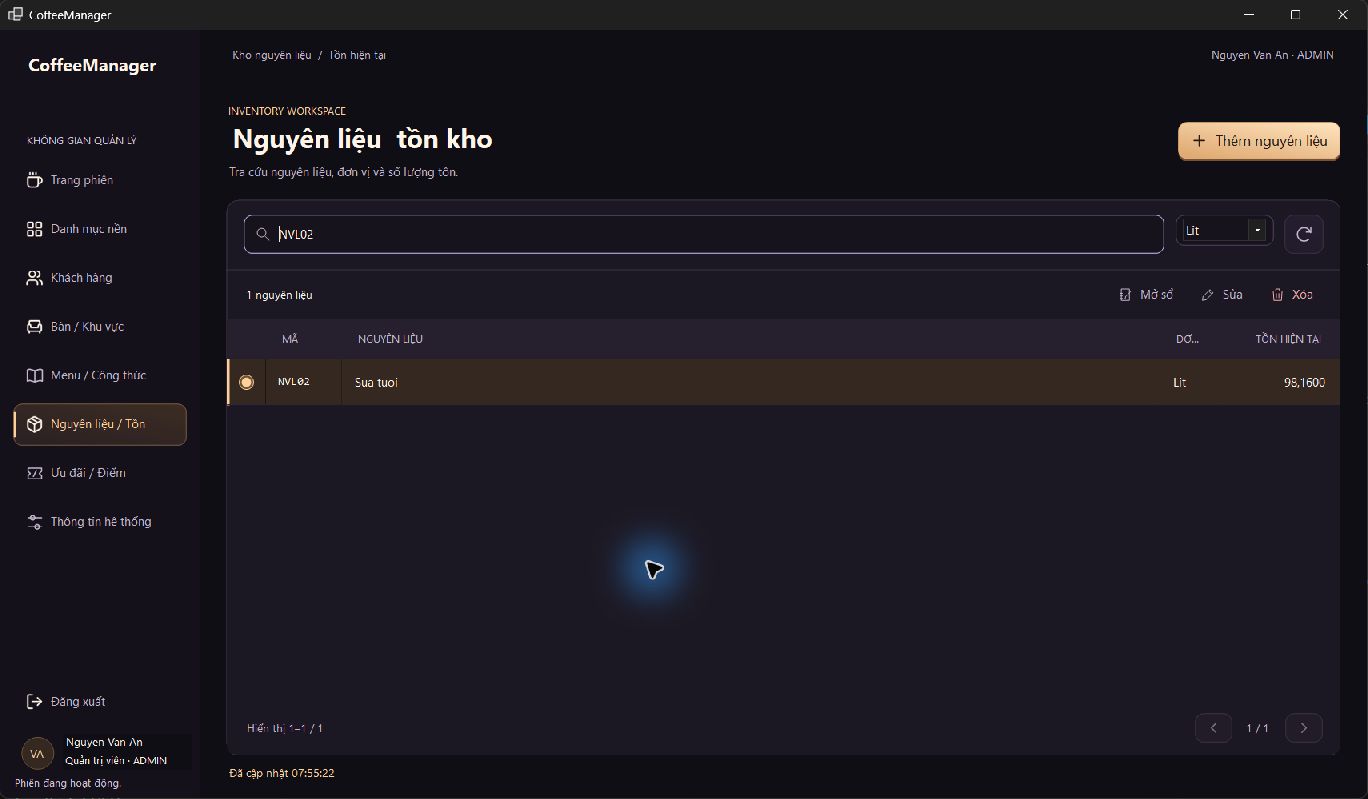 CoffeeManager
CoffeeManager
Kho nguyên liệu / Tồn hiện tại
Nguyen Van An · ADMIN
KHÔNG GIAN QUẢN LÝ
Trang phiên
Danh mục nền
Khách hàng
Bàn / Khu vực
Menu / Công thức
Nguyên liệu / Tồn
Ưu đãi / Điểm
Thông tin hệ thống
INVENTORY WORKSPACE
Nguyên liệu tồn kho
Tra cứu nguyên liệu, đơn vị và số lượng tồn.
+ Thêm nguyên liệu
NVL02
Lit
1 nguyên liệu
Mở sổ
Sửa
Xóa
MÃ NGUYÊN LIỆU ĐƠ... TỒN HIỆN TẠI
NVL02 Sua tuoi Lit 98,1600
Hiển thị 1–1 / 1
1 / 1
Đã cập nhật 07:55:22
Đăng xuất
VA
Nguyen Van An
Quản trị viên · ADMIN
Phiên đang hoạt động.